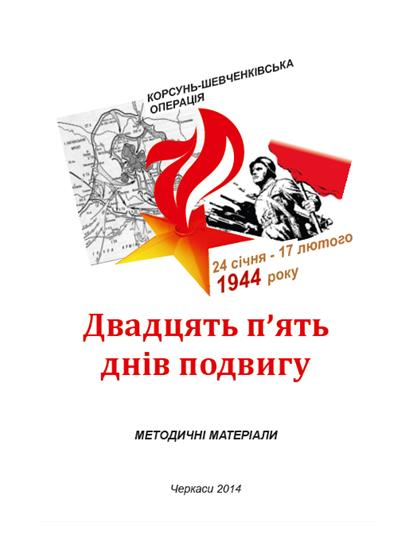 КОРСУНЬ-ШЕВЧЕНКІВСЬКА
ОПЕРАЦІЯ
24 січня - 17 лютого
1944 року
Двадцять п’ять
днів подвигу
МЕТОДИЧНІ МАТЕРІАЛИ
Черкаси 2014